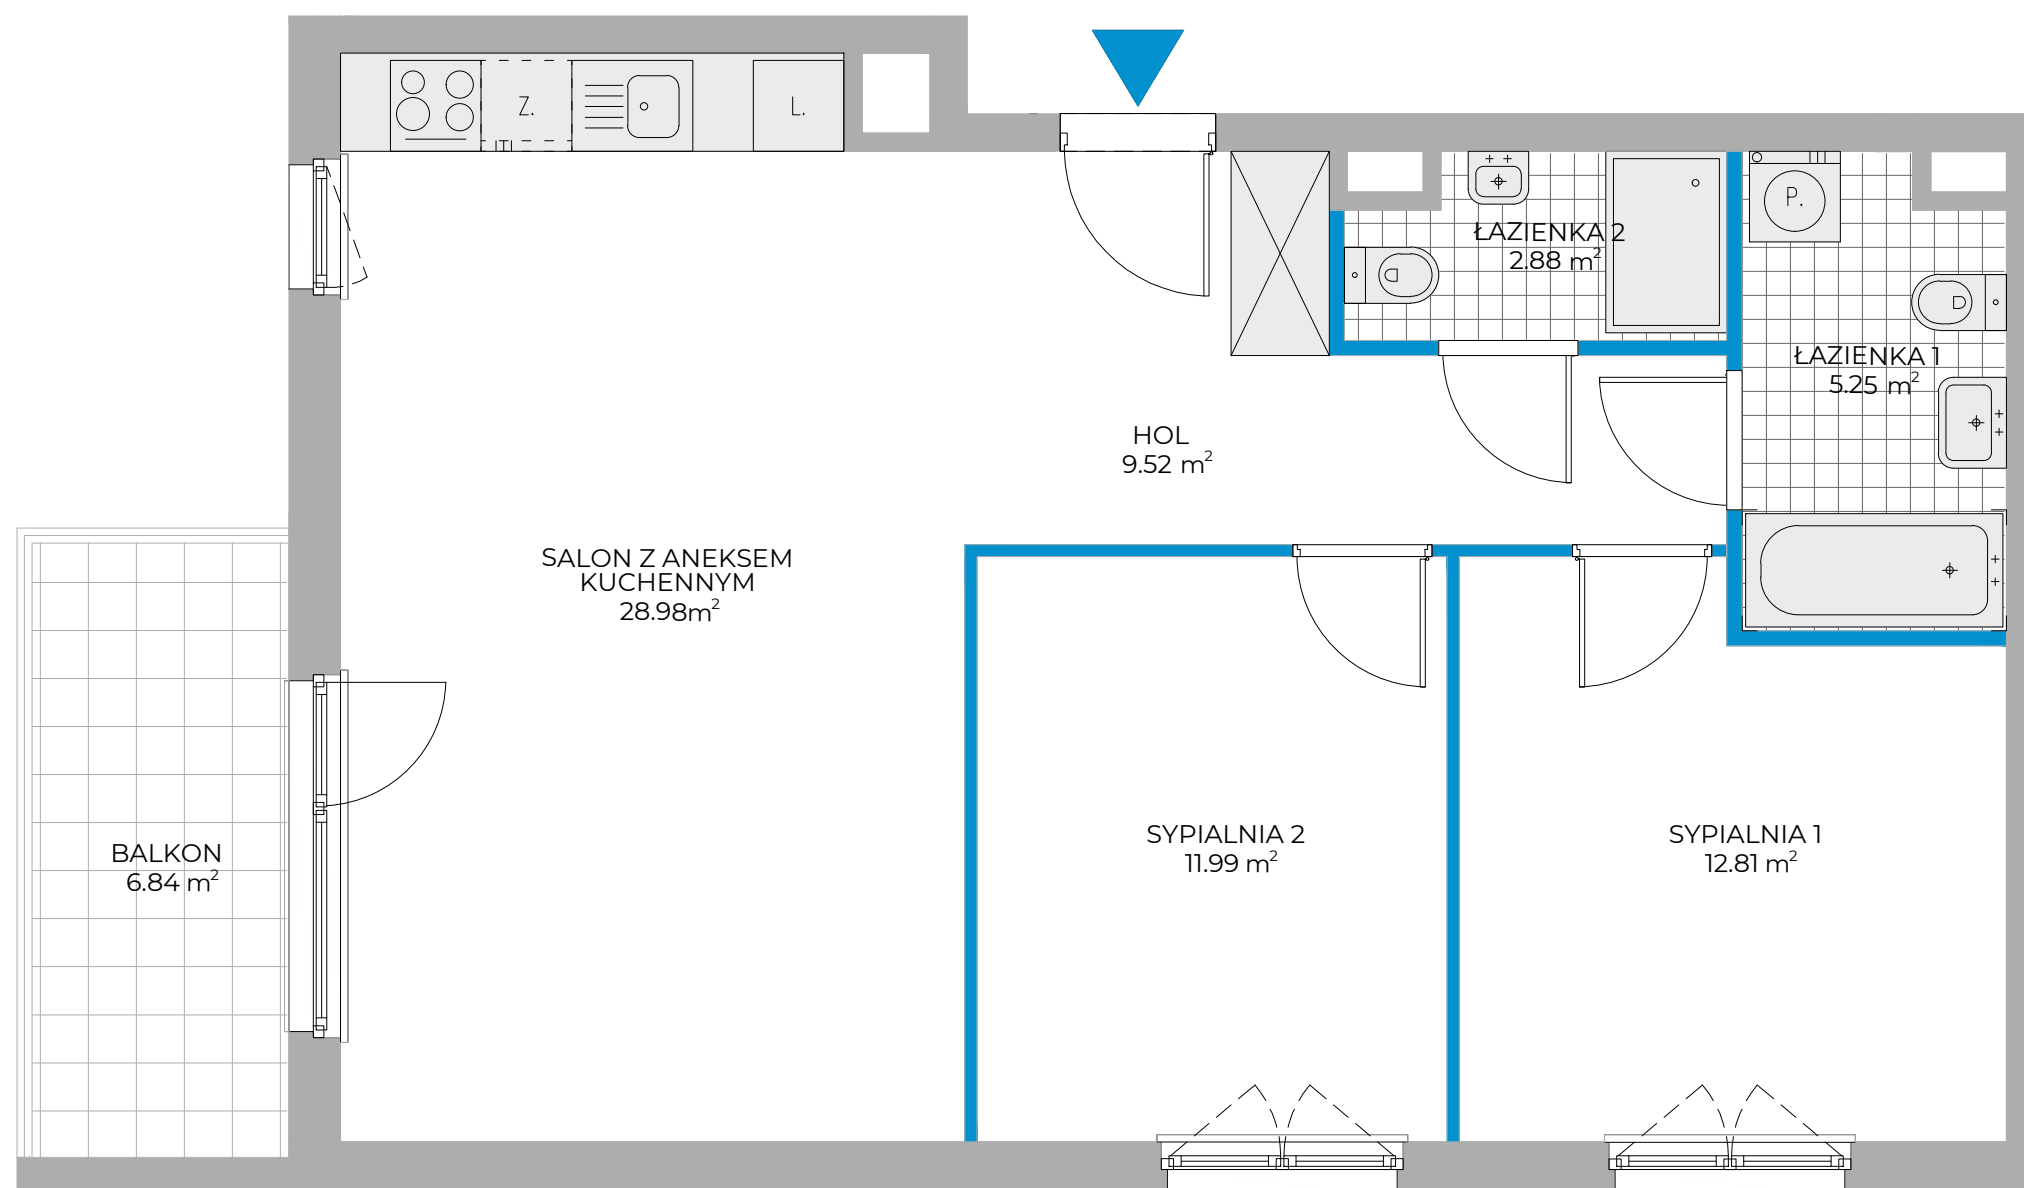 Z.
L.
P.
ŁAZIENKA 2
2.88 m²
ŁAZIENKA 1
5.25 m²
HOL
9.52 m²
SALON Z ANEKSEM
KUCHENNYM
28.98m²
SYPIALNIA 2
11.99 m²
SYPIALNIA 1
12.81 m²
BALKON
6.84 m²